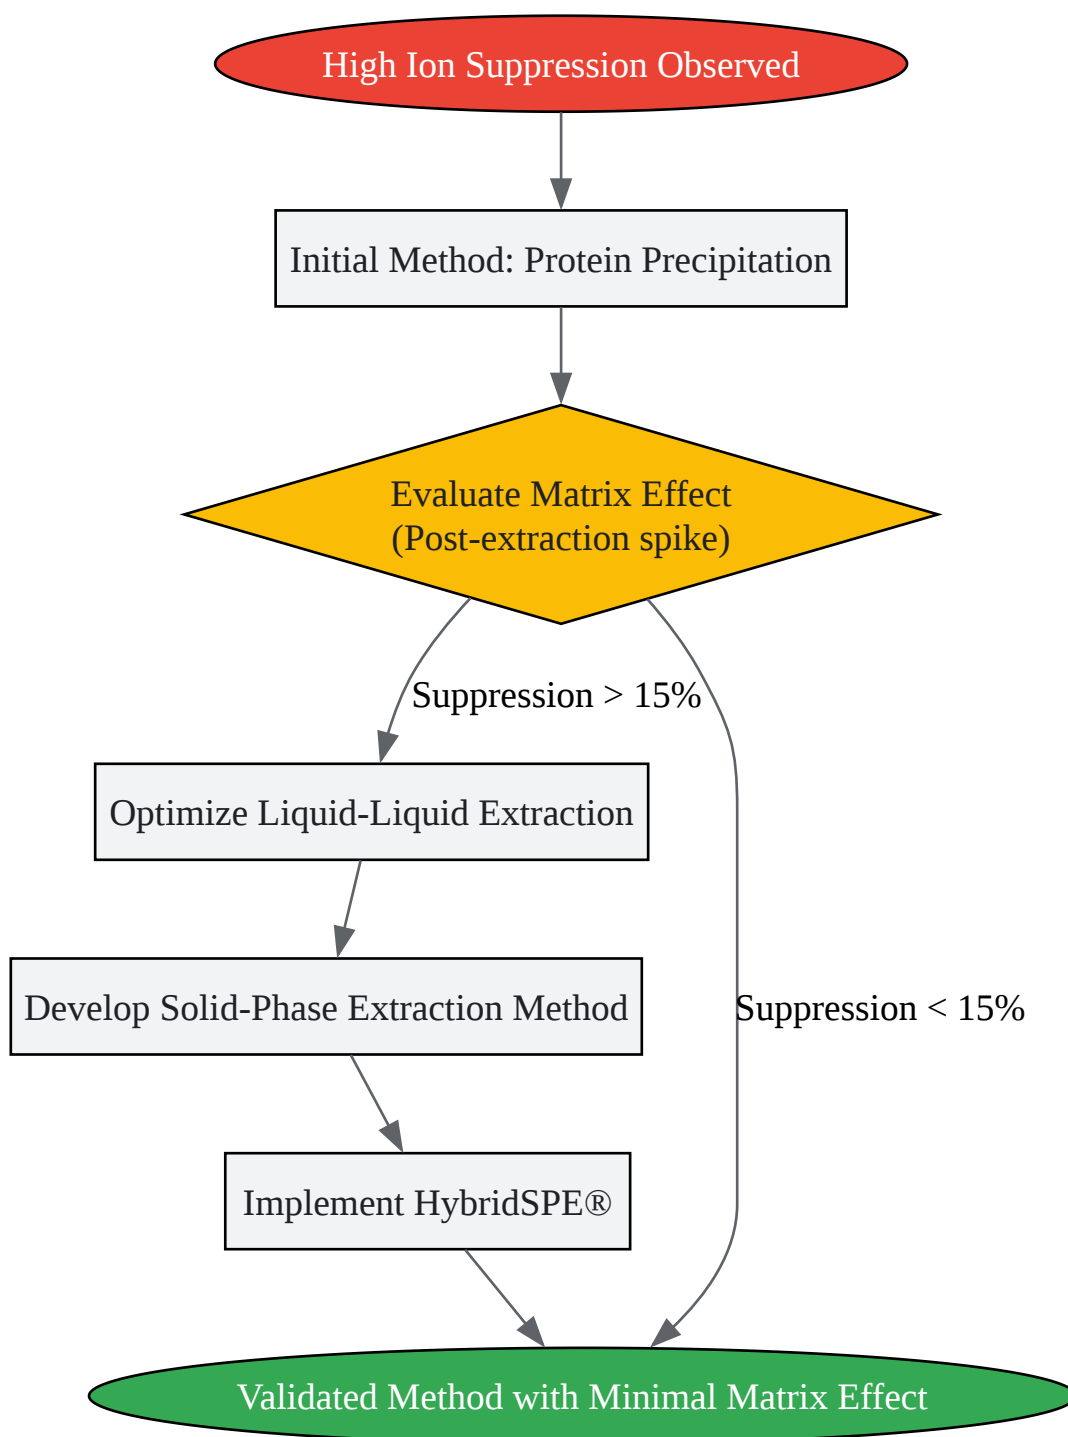 High Ion Suppression Observed
Initial Method: Protein Precipitation
Evaluate Matrix Effect
(Post-extraction spike)
Suppression > 15%
Optimize Liquid-Liquid Extraction
Develop Solid-Phase Extraction Method
Suppression < 15%
Implement HybridSPE®
Validated Method with Minimal Matrix Effect